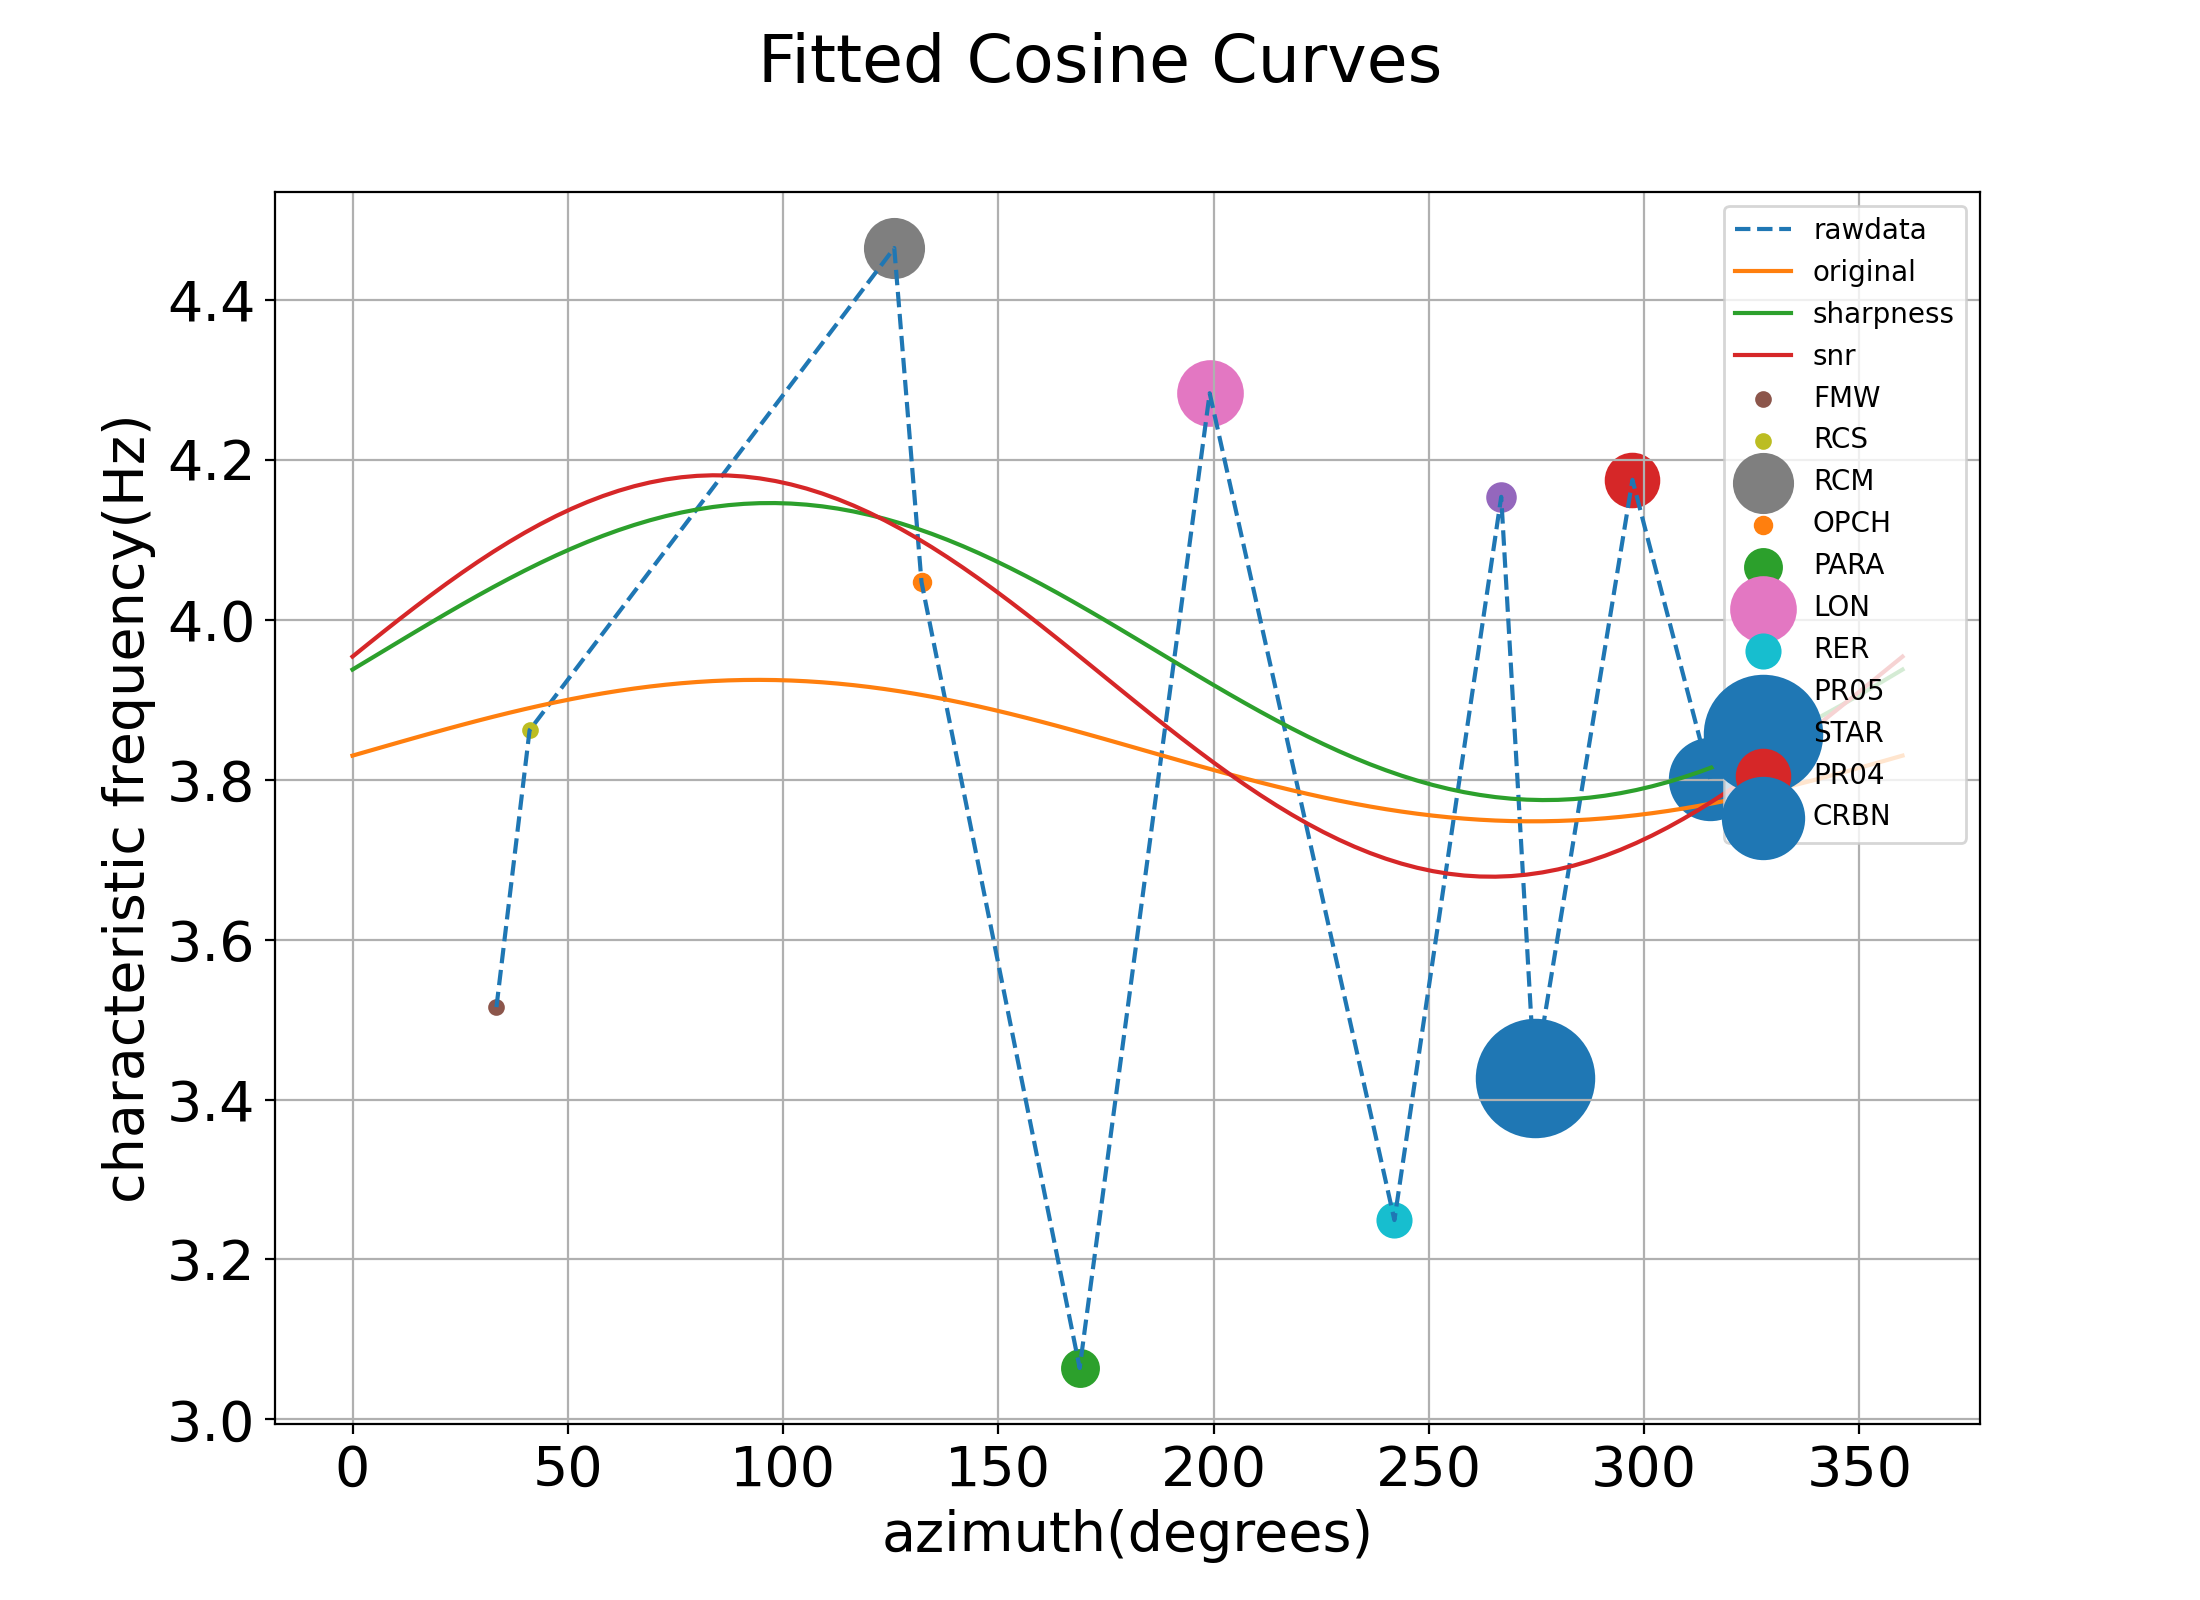 Fitted Cosine Curves
characteristic frequency(Hz)
4.4
4.2
4.0
3.8
3.6
3.4
3.2
3.0
0 50 100 150 200 250 300 350
azimuth(degrees)
rawdata
original
sharpness
snr
FMW
RCS
RCM
OPCH
PARA
LON
RER
PR05
STAR
PR04
CRBN